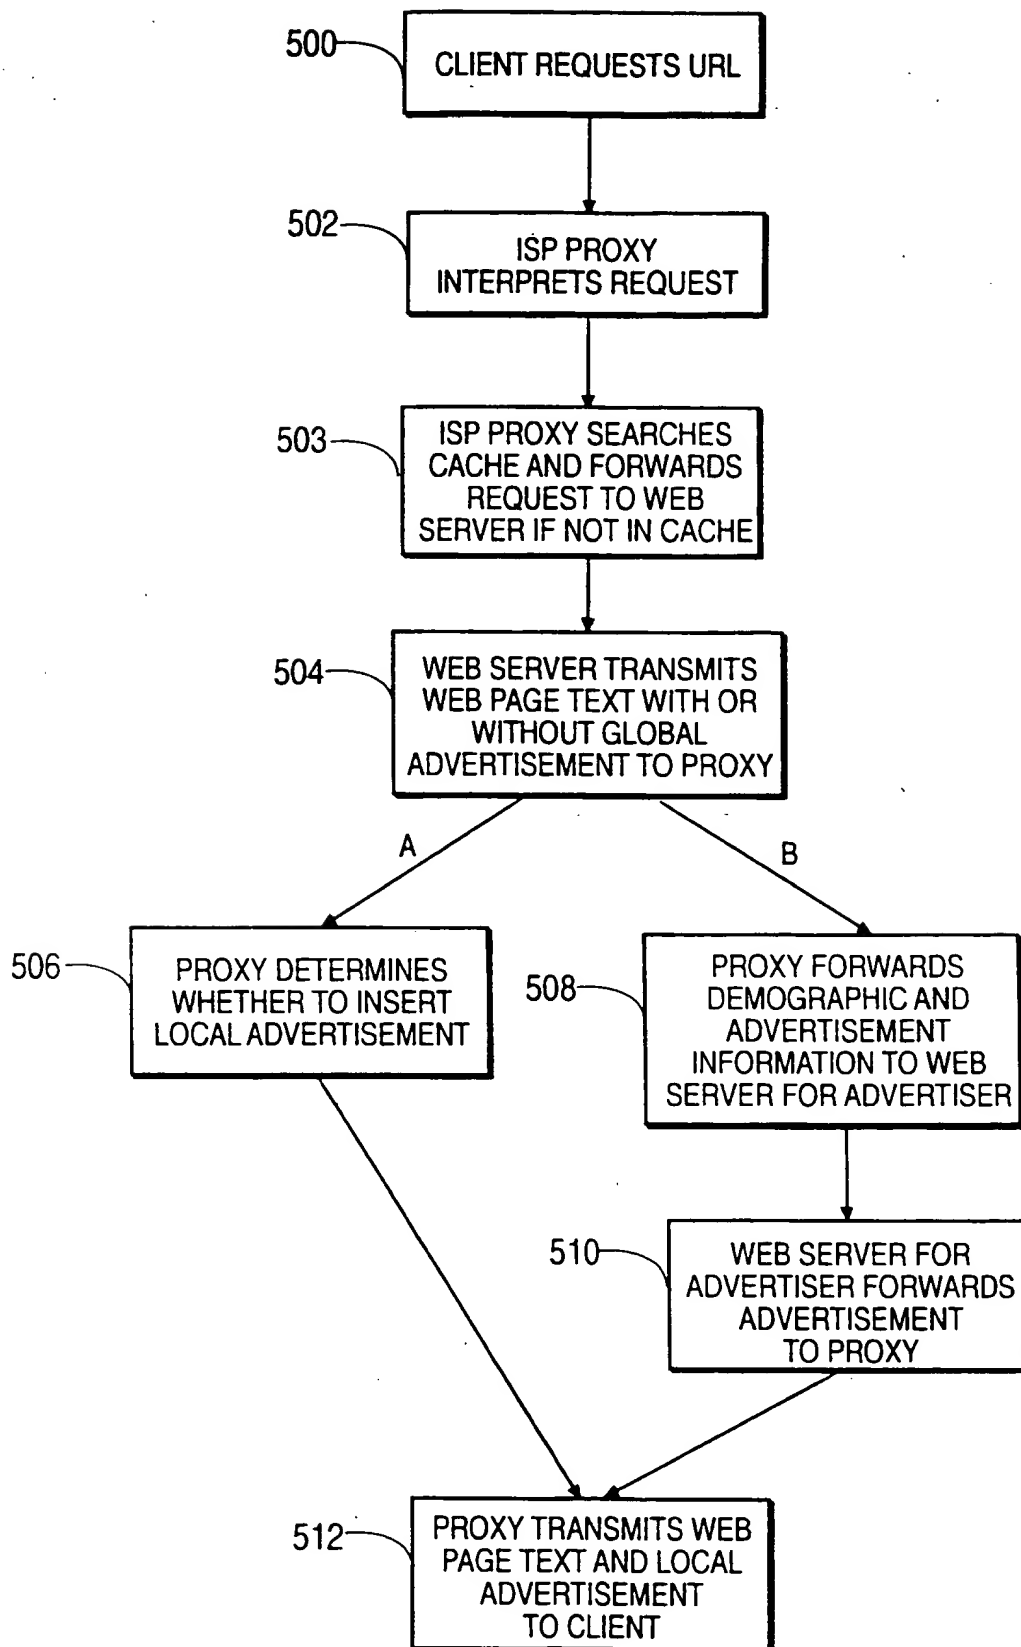 500
CLIENT REQUESTS URL
502
ISP PROXY
INTERPRETS REQUEST
503
ISP PROXY SEARCHES
CACHE AND FORWARDS
REQUEST TO WEB
SERVER IF NOT IN CACHE
504
WEB SERVER TRANSMITS
WEB PAGE TEXT WITH OR
WITHOUT GLOBAL
ADVERTISEMENT TO PROXY
A
B
506
PROXY DETERMINES
WHETHER TO INSERT
LOCAL ADVERTISEMENT
508
PROXY FORWARDS
DEMOGRAPHIC AND
ADVERTISEMENT
INFORMATION TO WEB
SERVER FOR ADVERTISER
510
WEB SERVER FOR
ADVERTISER FORWARDS
ADVERTISEMENT
TO PROXY
512
PROXY TRANSMITS WEB
PAGE TEXT AND LOCAL
ADVERTISEMENT
TO CLIENT